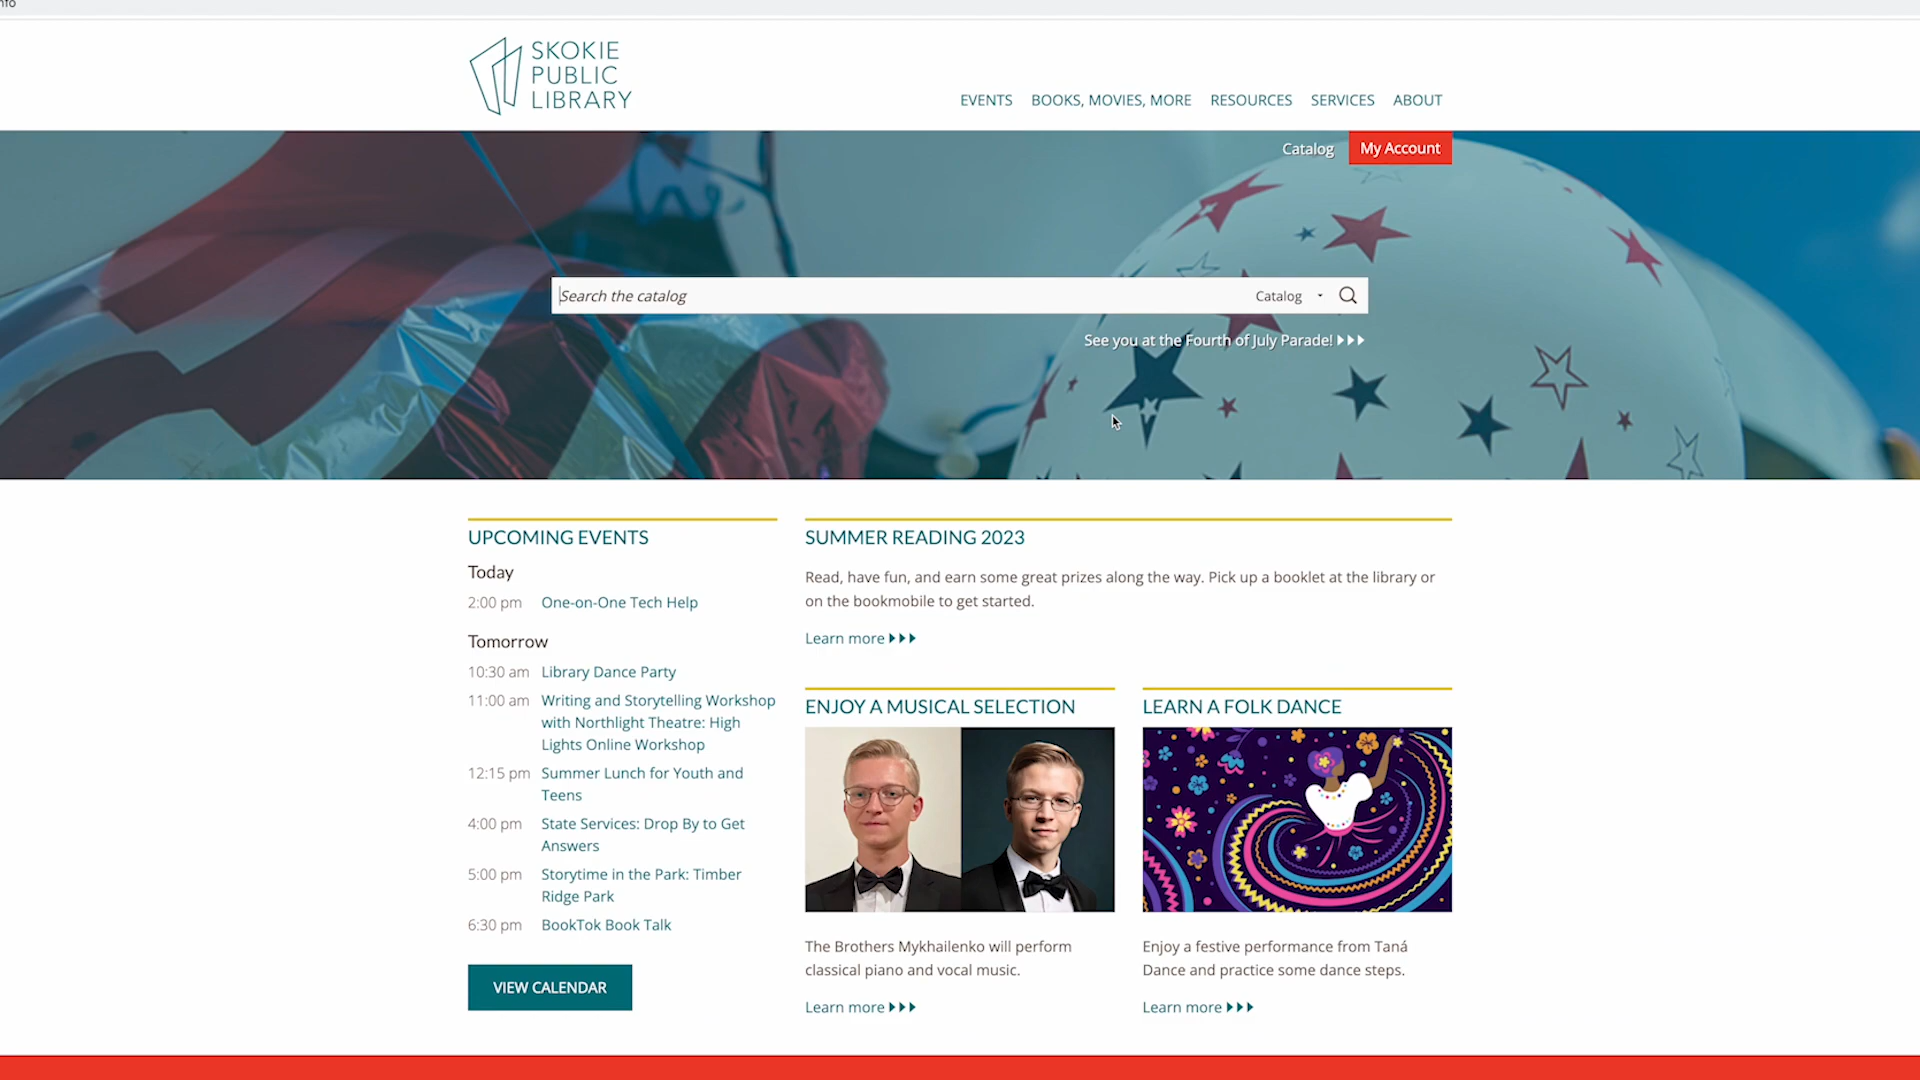 SKOKIE
PUBLIC
LIBRARY
EVENTS BOOKS, MOVIES, MORE RESOURCES SERVICES ABOUT
Catalog My Account
Search the catalog Catalog
See you at the Fourth of July Parade!
UPCOMING EVENTS
Today
2:00 pm One-on-One Tech Help
Tomorrow
10:30 am Library Dance Party
11:00 am Writing and Storytelling Workshop
with Northlight Theatre: High
Lights Online Workshop
12:15 pm Summer Lunch for Youth and
Teens
4:00 pm State Services: Drop By to Get
Answers
5:00 pm Storytime in the Park: Timber
Ridge Park
6:30 pm BookTok Book Talk
VIEW CALENDAR
SUMMER READING 2023
Read, have fun, and earn some great prizes along the way. Pick up a booklet at the library or
on the bookmobile to get started.
Learn more
ENJOY A MUSICAL SELECTION
The Brothers Mykhailenko will perform
classical piano and vocal music.
Learn more
LEARN A FOLK DANCE
Enjoy a festive performance from Taná
Dance and practice some dance steps.
Learn more